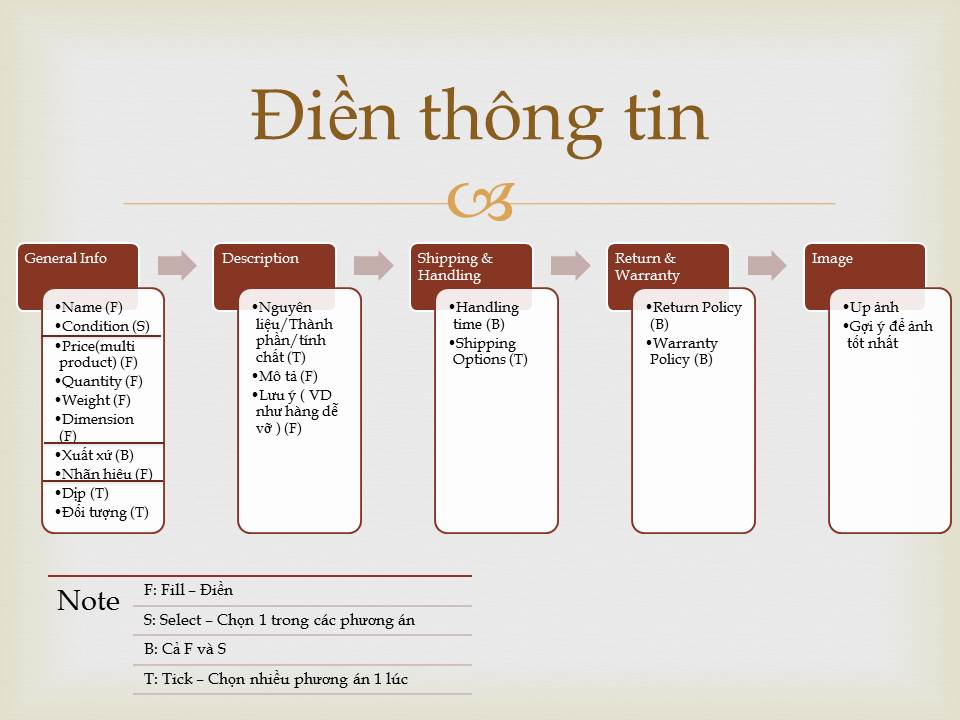 Điền thông tin
General Info
•Name (F)
•Condition (S)
•Price(multi
product) (F)
•Quantity (F)
•Weight (F)
•Dimension
(F)
•Xuất xứ (B)
•Nhãn hiệu (F)
•Dịp (T)
•Đối tượng (T)
Description
•Nguyên
liệu/Thành
phần/tính
chất (T)
•Mô tả (F)
•Lưu ý ( VD
như hàng dễ
vỡ ) (F)
Shipping &
Handling
•Handling
time (B)
•Shipping
Options (T)
Return &
Warranty
•Return Policy
(B)
•Warranty
Policy (B)
Image
•Up ảnh
•Gợi ý để ảnh
tốt nhất
Note
F: Fill – Điền
S: Select – Chọn 1 trong các phương án
B: Cả F và S
T: Tick – Chọn nhiều phương án 1 lúc